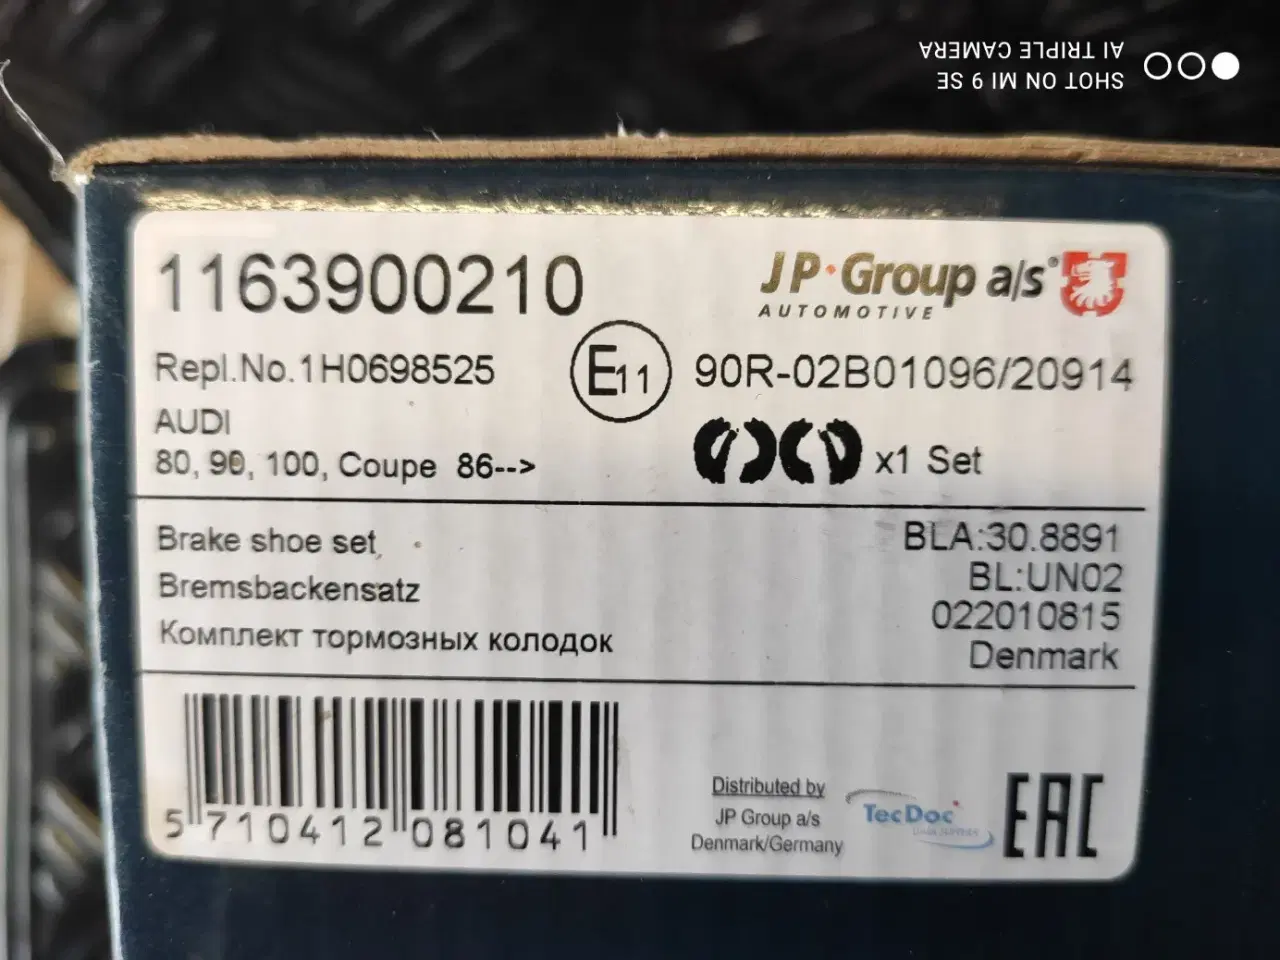 SHOT ON MI 9 SE
AI TRIPLE CAMERA
1163900210
JP·Group a/s®
AUTOMOTIVE
Repl.No.1H0698525
E11
90R-02B01096/20914
AUDI
80, 90, 100, Coupe 86-->
x1 Set
Brake shoe set
Bremsbackensatz
Комплект тормозных колодок
BLA:30.8891
BL:UN02
022010815
Denmark
5 710412 081041
Distributed by
JP Group a/s
Denmark/Germany
TecDoc
EAC